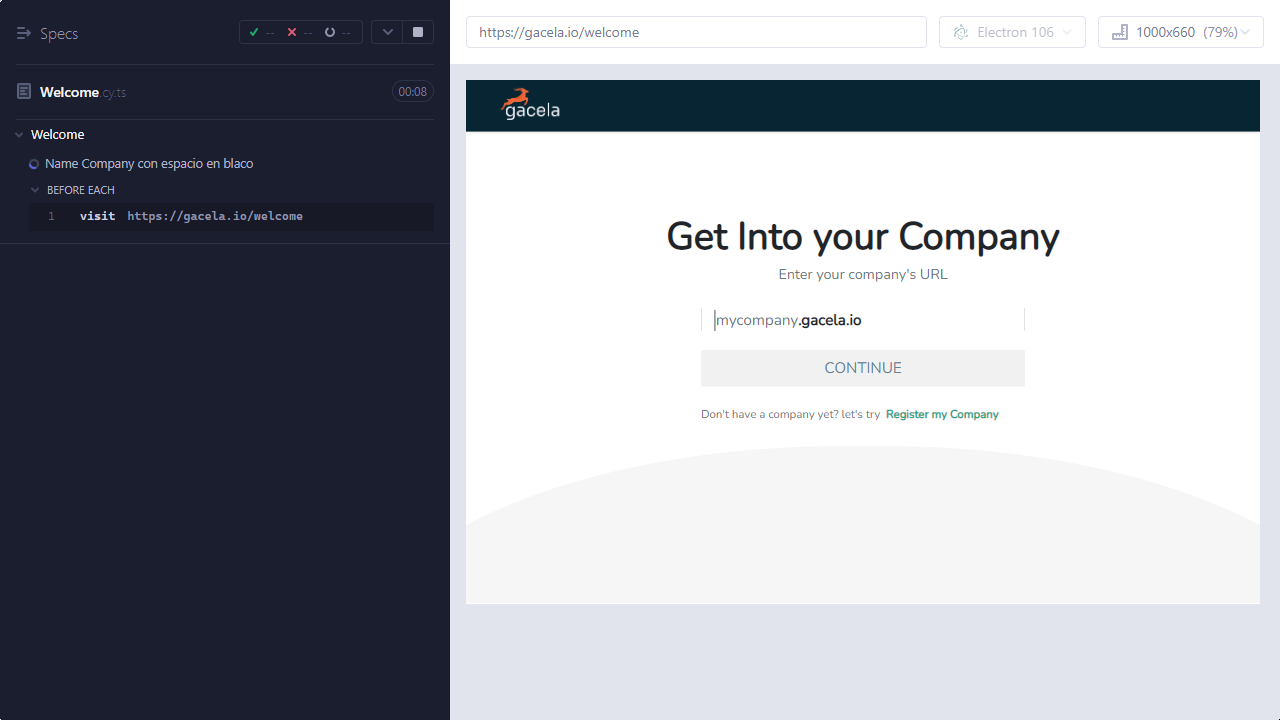 Specs
-- -- --
Welcome.cy.ts 00:08
Welcome
Name Company con espacio en blaco
BEFORE EACH
1 visit https://gacela.io/welcome
https://gacela.io/welcome
Electron 106
1000x660 (79%)
gacela
Get Into your Company
Enter your company's URL
mycompany.gacela.io
CONTINUE
Don't have a company yet? let's try Register my Company